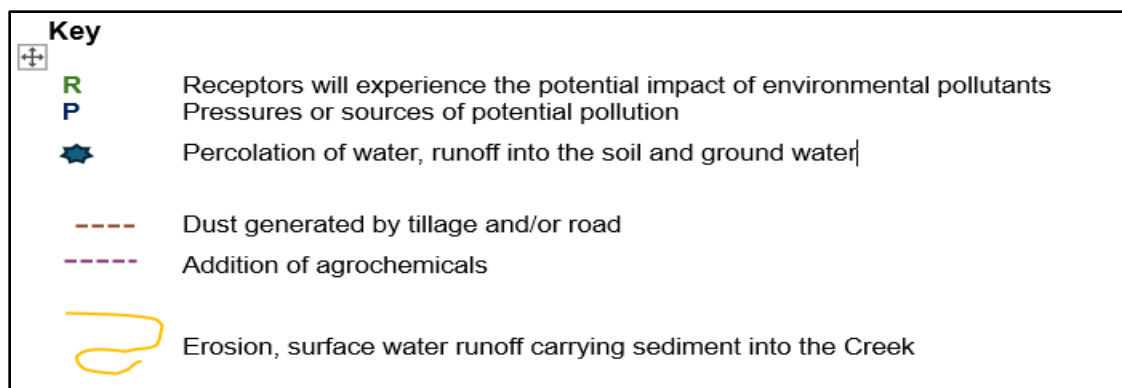 Key
R Receptors will experience the potential impact of environmental pollutants
P Pressures or sources of potential pollution
Percolation of water, runoff into the soil and ground water
Dust generated by tillage and/or road
Addition of agrochemicals
Erosion, surface water runoff carrying sediment into the Creek